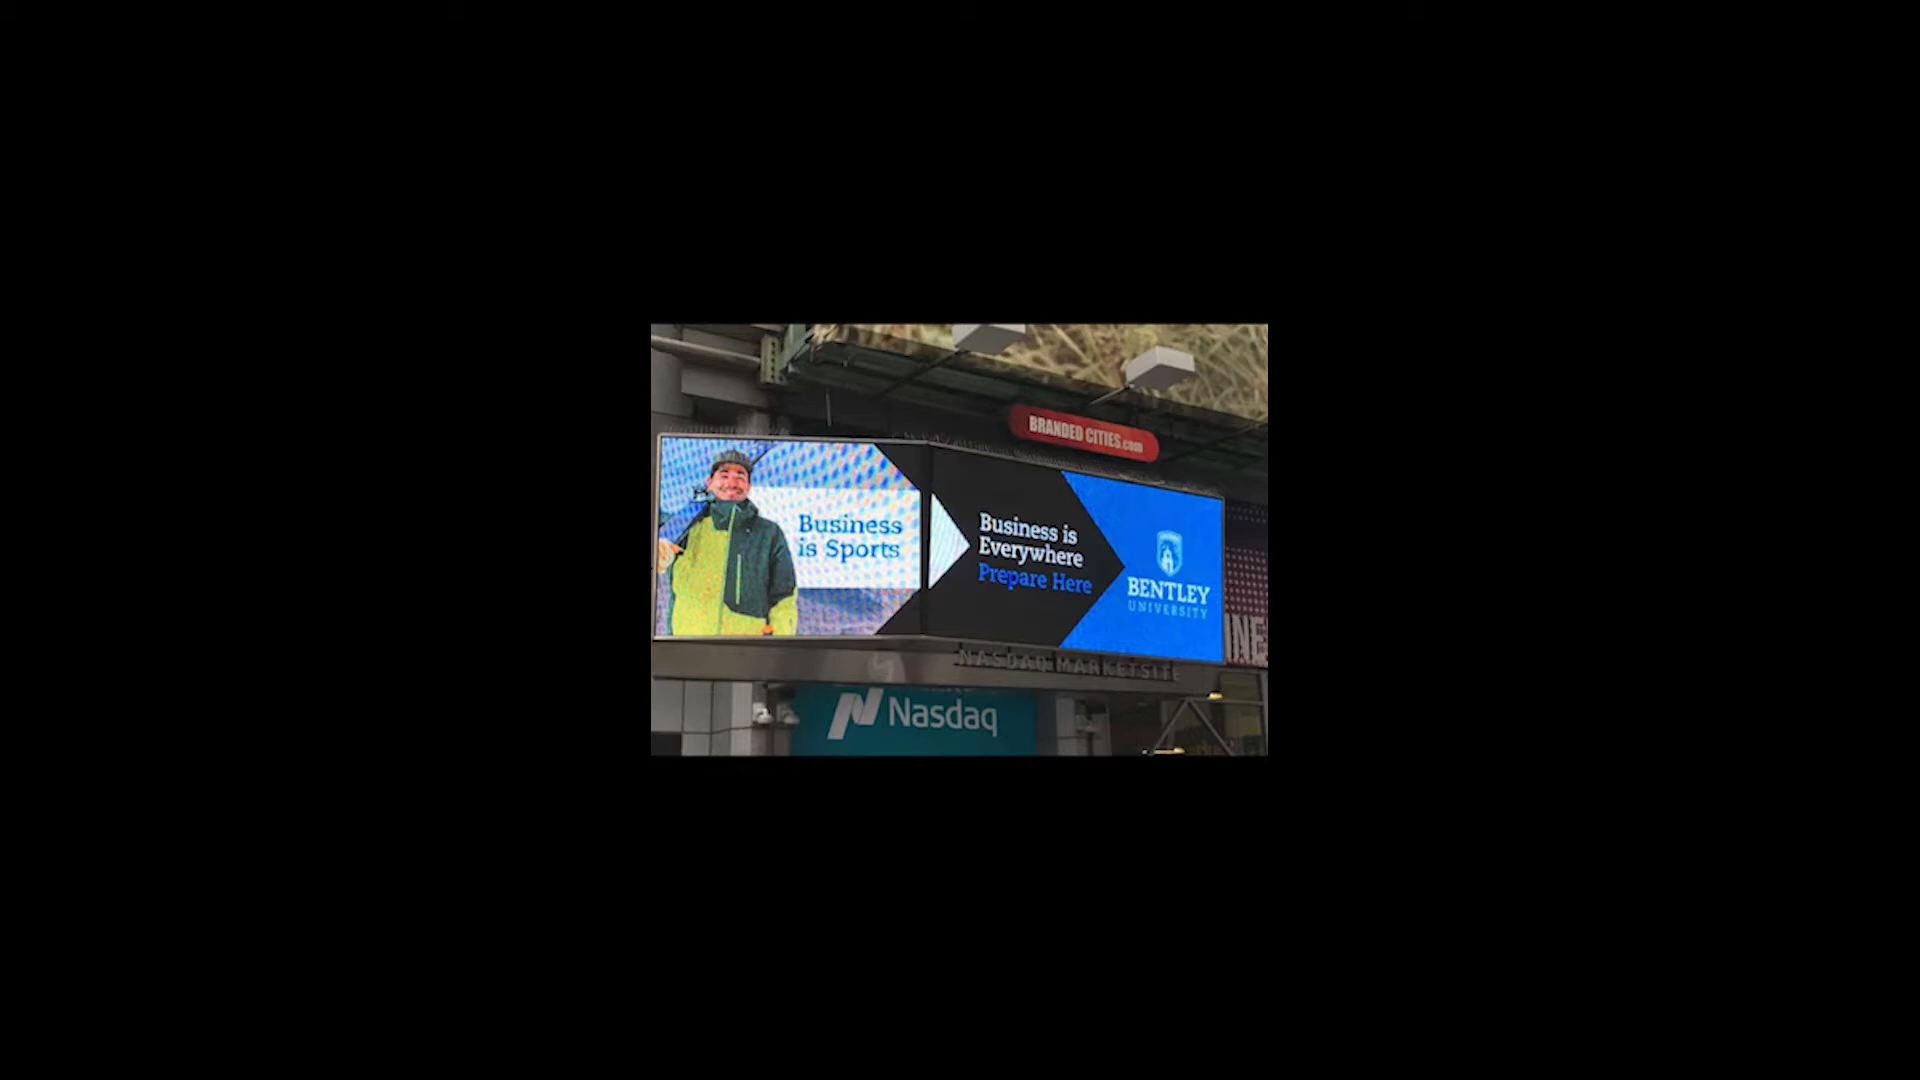 BRANDED CITIES.com
Business
is Sports
Business is
Everywhere
Prepare Here
BENTLEY
UNIVERSITY
NASDAQ MARKETSITE
Nasdaq